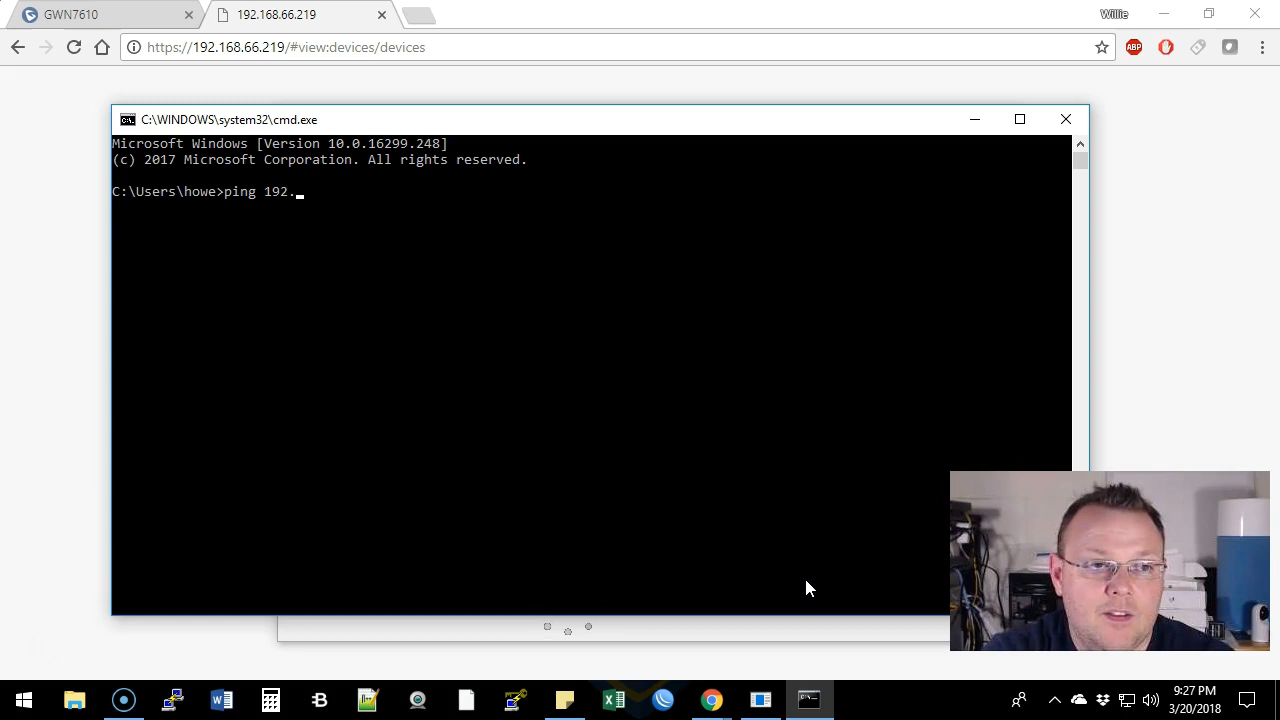 GWN7610
192.168.66.219
Willie
https://192.168.66.219/#view:devices/devices
ABP
C:\WINDOWS\system32\cmd.exe
Microsoft Windows [Version 10.0.16299.248]
(c) 2017 Microsoft Corporation. All rights reserved.
C:\Users\howe>ping 192.
9:27 PM
3/20/2018